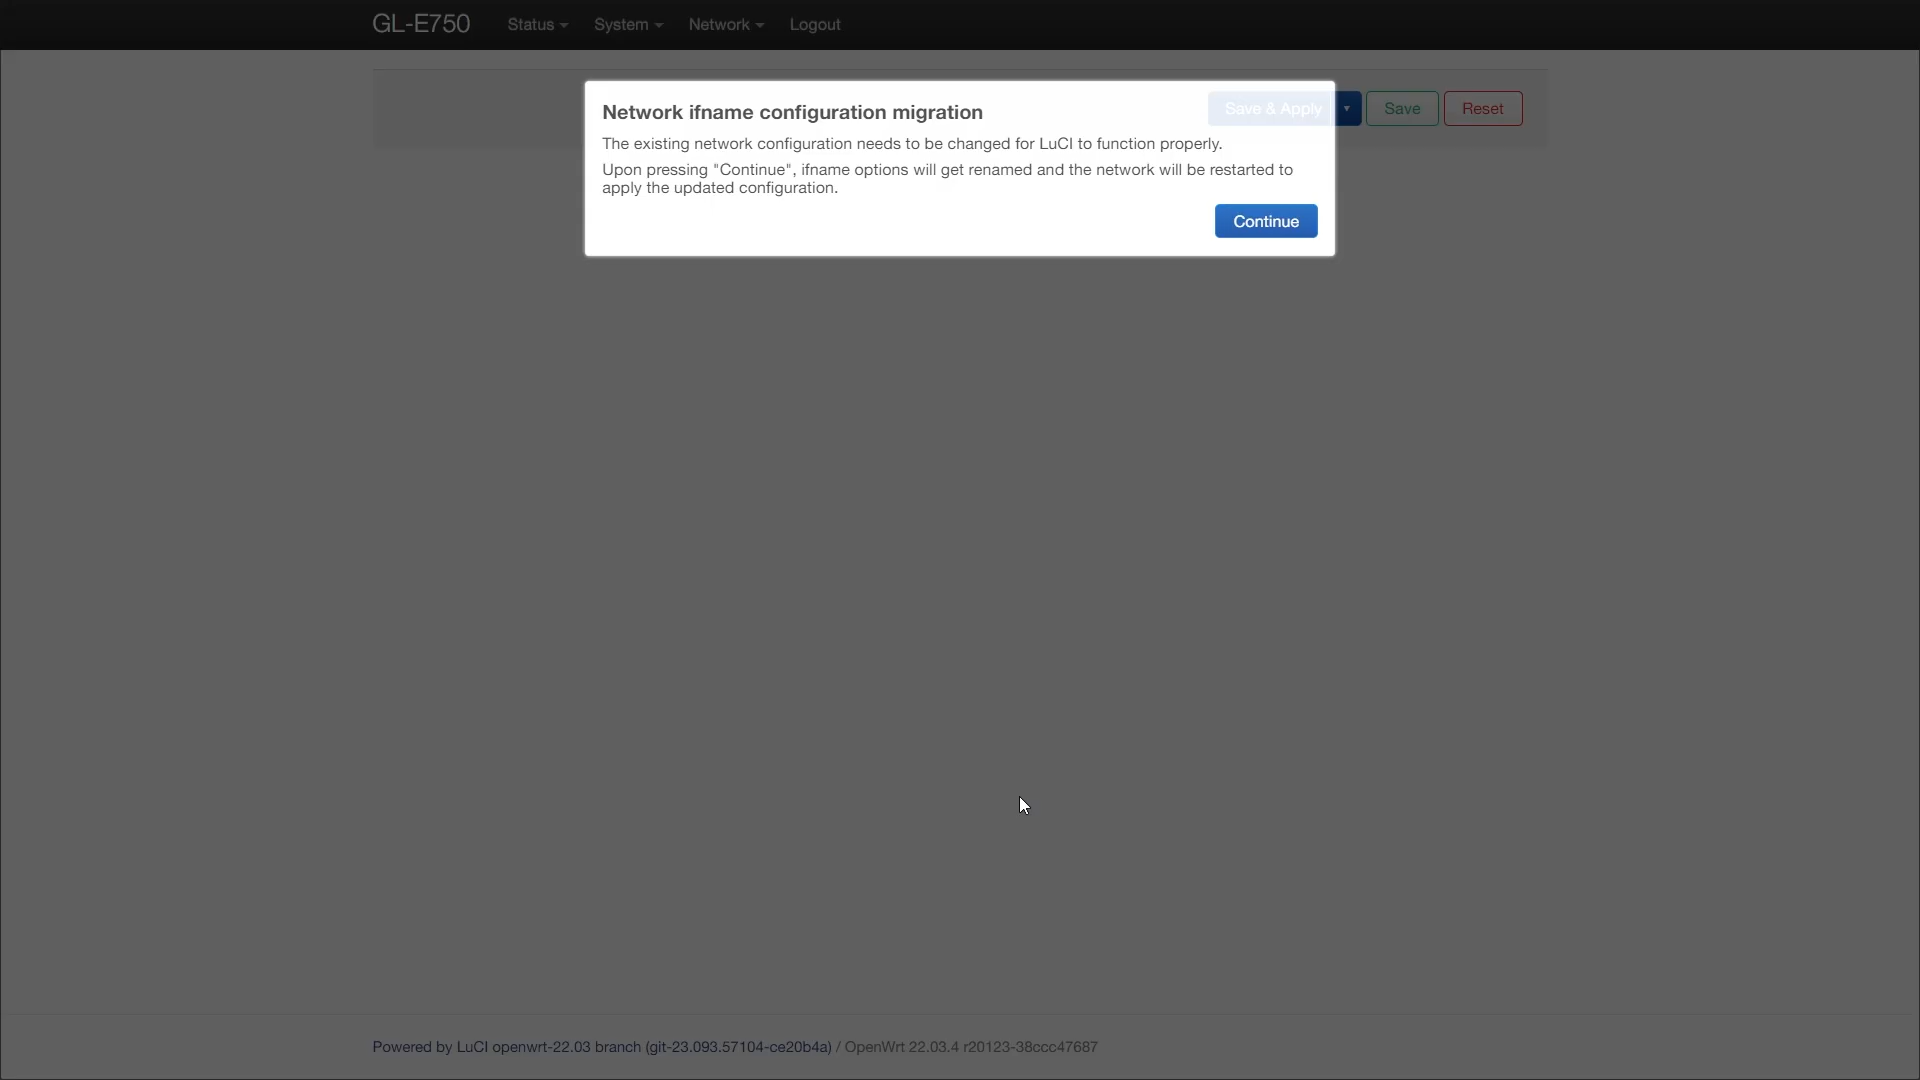 GL-E750 Status System Network Logout
Network ifname configuration migration
Save & Apply Save Reset
The existing network configuration needs to be changed for LuCI to function properly.
Upon pressing "Continue", ifname options will get renamed and the network will be restarted to
apply the updated configuration.
Continue
Powered by LuCI openwrt-22.03 branch (git-23.093.57104-ce20b4a) / OpenWrt 22.03.4 r20123-38ccc47687